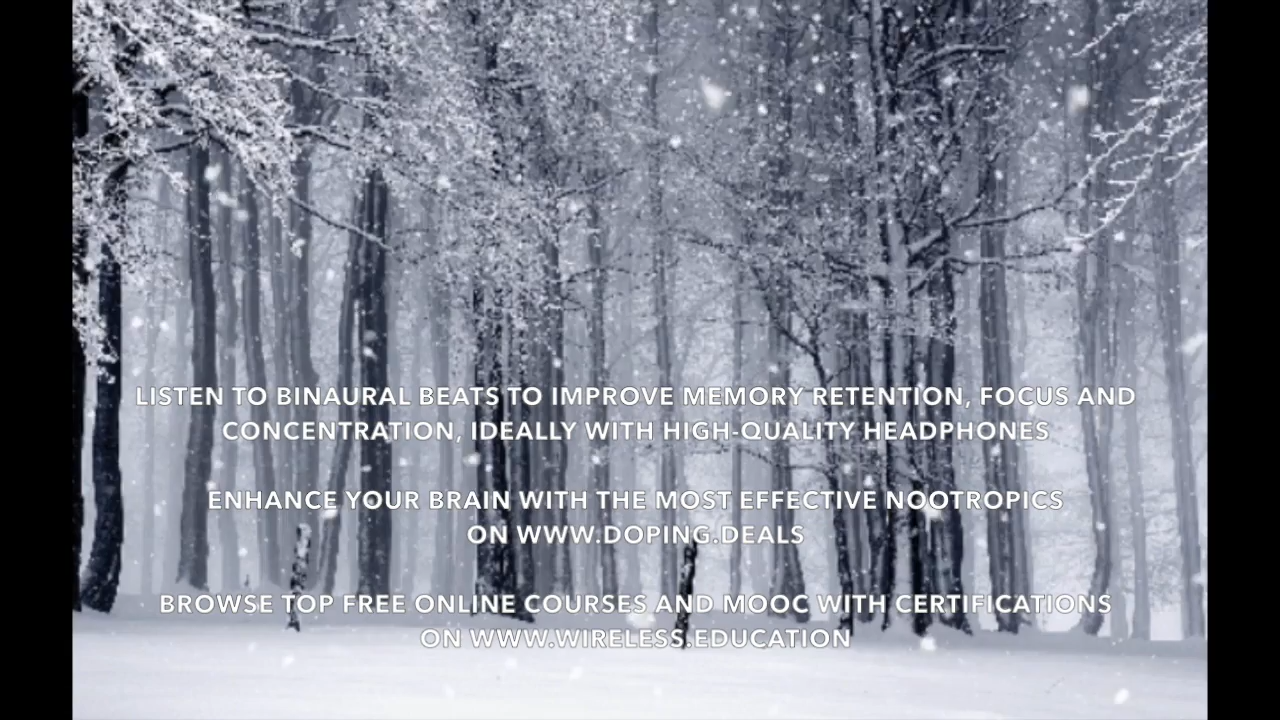 LISTEN TO BINAURAL BEATS TO IMPROVE MEMORY RETENTION, FOCUS AND
CONCENTRATION, IDEALLY WITH HIGH-QUALITY HEADPHONES
ENHANCE YOUR BRAIN WITH THE MOST EFFECTIVE NOOTROPICS
ON WWW.DOPING.DEALS
BROWSE TOP FREE ONLINE COURSES AND MOOC WITH CERTIFICATIONS
ON WWW.WIRELESS.EDUCATION